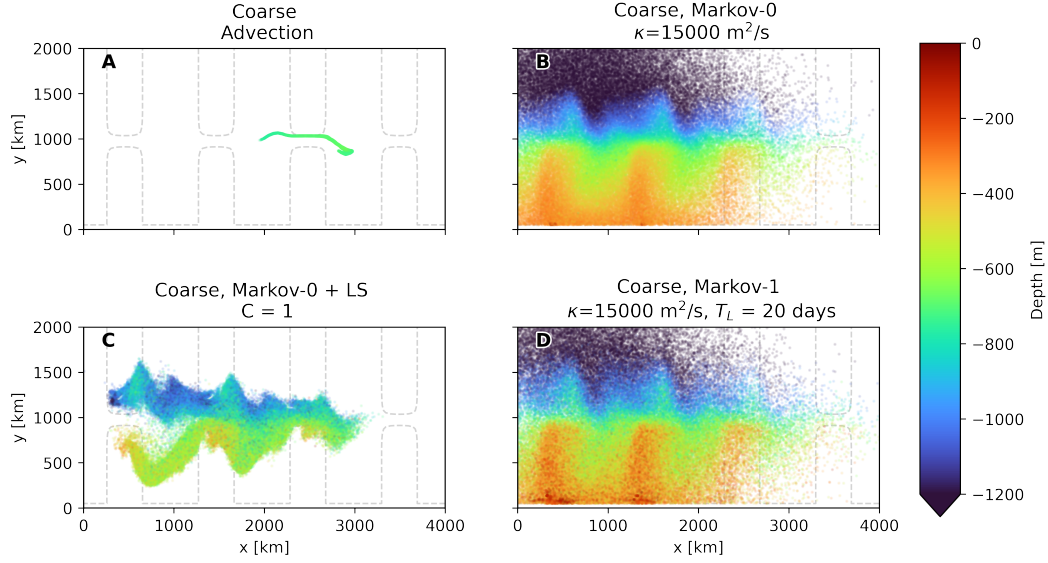 Coarse
Advection
A
2000
1500
1000
500
0
y [km]
Coarse, Markov-0
κ=15000 m²/s
B
0
−200
−400
−600
−800
−1000
−1200
Depth [m]
Coarse, Markov-0 + LS
C = 1
C
2000
1500
1000
500
0
y [km]
0 1000 2000 3000 4000
x [km]
Coarse, Markov-1
κ=15000 m²/s, T_L = 20 days
D
0 1000 2000 3000 4000
x [km]